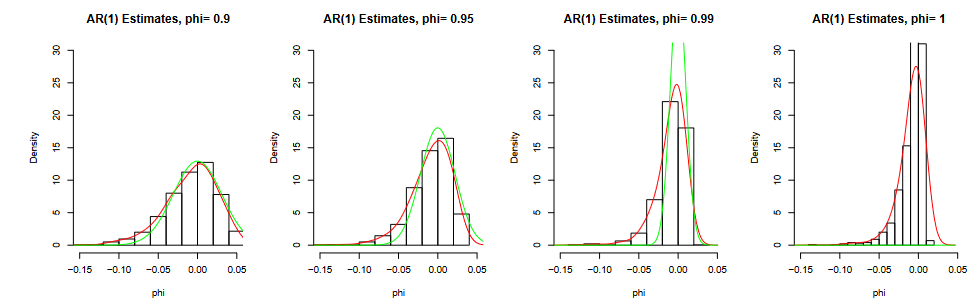 AR(1) Estimates, phi= 0.9
Density
0 5 10 15 20 25 30
−0.15 −0.10 −0.05 0.00 0.05
phi
AR(1) Estimates, phi= 0.95
Density
0 5 10 15 20 25 30
−0.15 −0.10 −0.05 0.00 0.05
phi
AR(1) Estimates, phi= 0.99
Density
0 5 10 15 20 25 30
−0.15 −0.10 −0.05 0.00 0.05
phi
AR(1) Estimates, phi= 1
Density
0 5 10 15 20 25 30
−0.15 −0.10 −0.05 0.00 0.05
phi